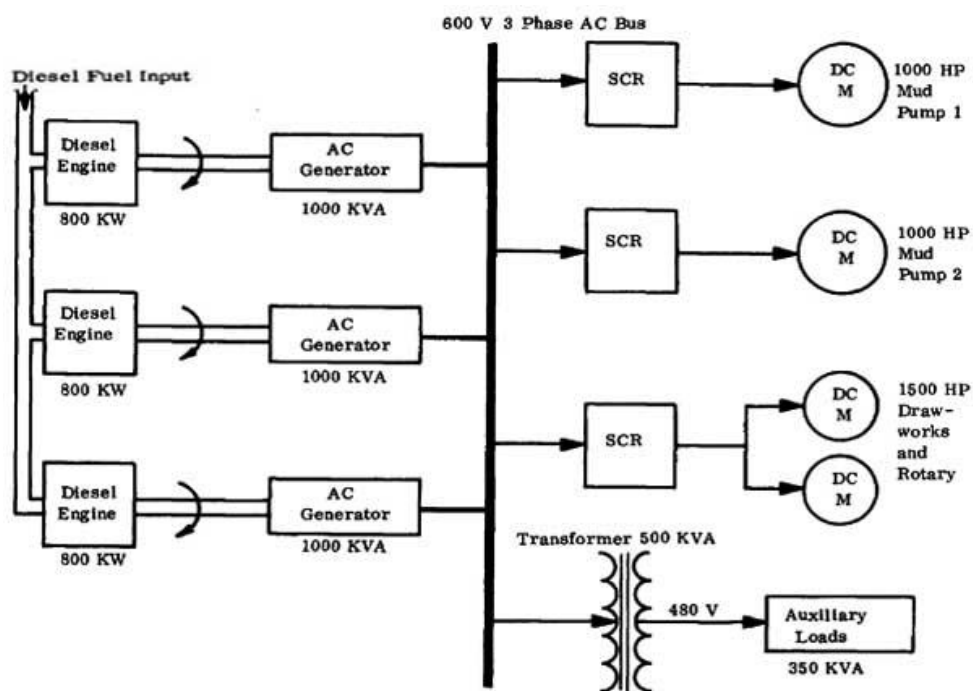 600 V 3 Phase AC Bus
Diesel Fuel Input
Diesel
Engine
800 KW
AC
Generator
1000 KVA
SCR
DC
M
1000 HP
Mud
Pump 1
Diesel
Engine
800 KW
AC
Generator
1000 KVA
SCR
DC
M
1000 HP
Mud
Pump 2
Diesel
Engine
800 KW
AC
Generator
1000 KVA
SCR
DC
M
DC
M
1500 HP
Draw-
works
and
Rotary
Transformer 500 KVA
480 V
Auxiliary
Loads
350 KVA